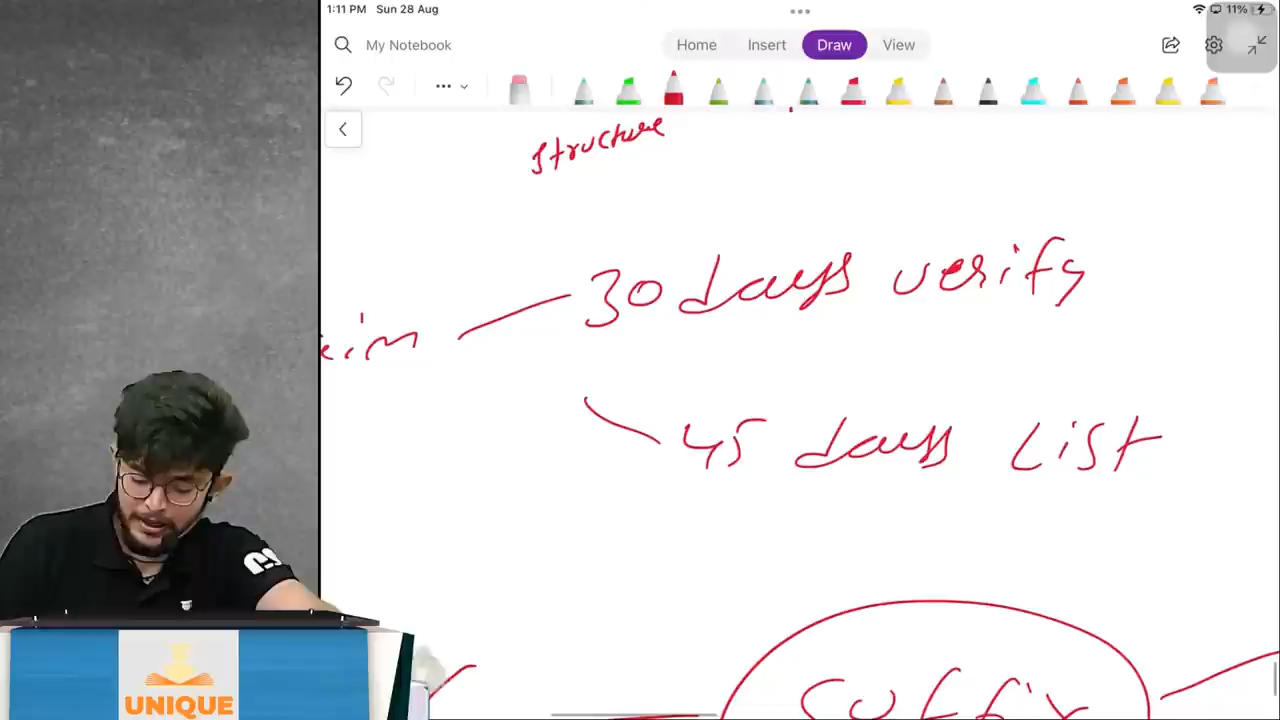 1:11 PM Sun 28 Aug
11%
My Notebook
Home Insert Draw View
structure
30 days verify
45 days List
suffix
UNIQUE